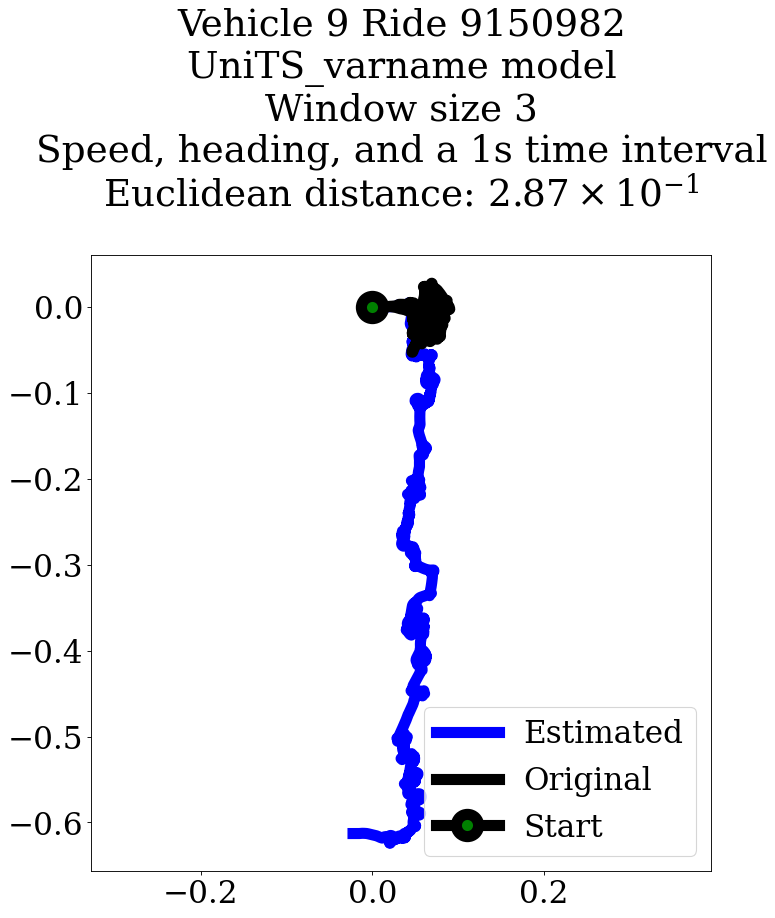 Vehicle 9 Ride 9150982
UniTS_varname model
Window size 3
Speed, heading, and a 1s time interval
Euclidean distance: 2.87 × 10⁻¹
0.0
−0.1
−0.2
−0.3
−0.4
−0.5
−0.6
Estimated
Original
Start
−0.2 0.0 0.2